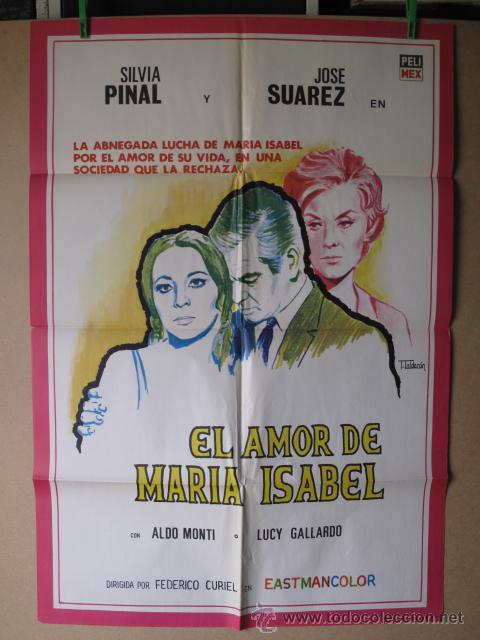 SILVIA PINAL Y JOSE SUAREZ EN
PELI
MEX
LA ABNEGADA LUCHA DE MARIA ISABEL
POR EL AMOR DE SU VIDA, EN UNA
SOCIEDAD QUE LA RECHAZA.
T. Calderón
EL AMOR DE
MARIA ISABEL
CON ALDO MONTI o LUCY GALLARDO
DIRIGIDA POR FEDERICO CURIEL EN EASTMANCOLOR
www.todocoleccion.net